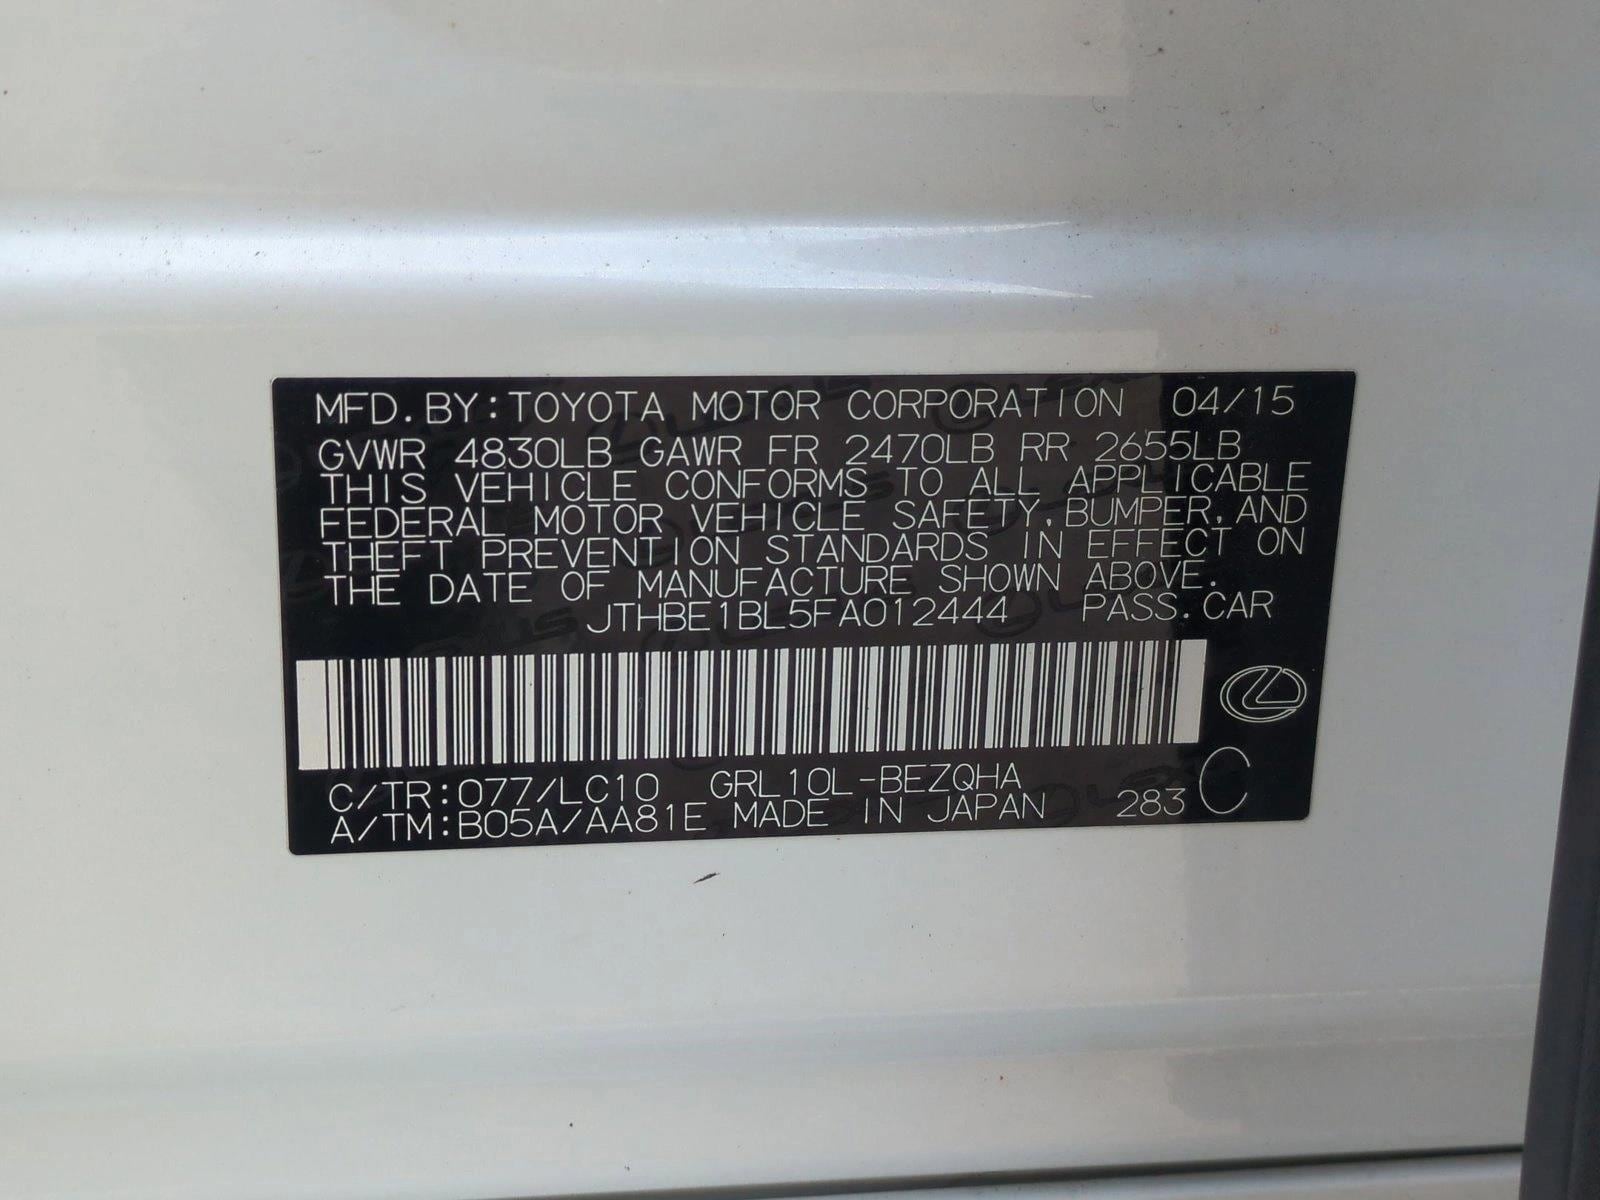 MFD.BY:TOYOTA MOTOR CORPORATION 04/15
GVWR 4830LB GAWR FR 2470LB RR 2655LB
THIS VEHICLE CONFORMS TO ALL APPLICABLE
FEDERAL MOTOR VEHICLE SAFETY, BUMPER, AND
THEFT PREVENTION STANDARDS IN EFFECT ON
THE DATE OF MANUFACTURE SHOWN ABOVE.
JTHBE1BL5FA012444 PASS.CAR
C/TR:077/LC10 GRL10L-BEZQHA
A/TM:B05A/AA81E MADE IN JAPAN 283 C